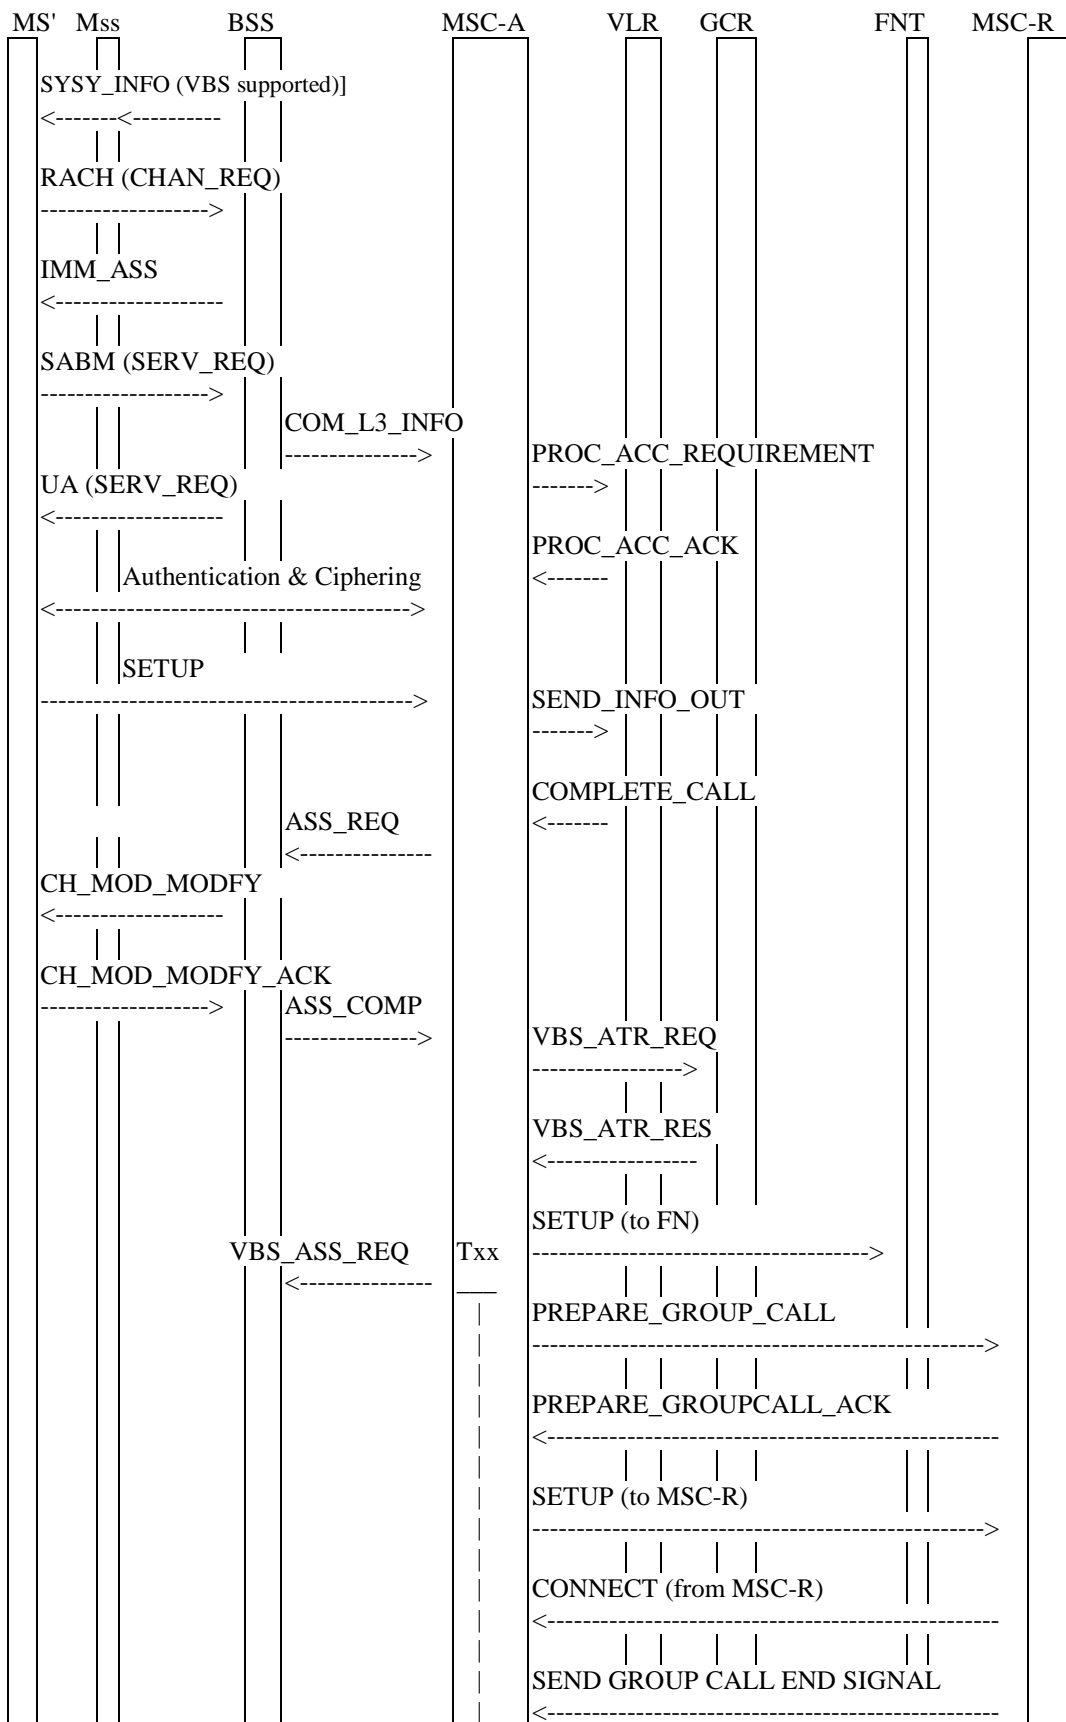 MS' Mss BSS MSC-A VLR GCR FNT MSC-R
SYSY_INFO (VBS supported)]
<-------<----------
RACH (CHAN_REQ)
------------------->
IMM_ASS
<-------------------
SABM (SERV_REQ)
------------------->
COM_L3_INFO
---------------> PROC_ACC_REQUIREMENT
UA (SERV_REQ) ------->
<-------------------
PROC_ACC_ACK
Authentication & Ciphering <-------
<---------------------------------------->
SETUP
------------------------------------------> SEND_INFO_OUT
------->
COMPLETE_CALL
ASS_REQ <-------
<---------------
CH_MOD_MODFY
<-------------------
CH_MOD_MODFY_ACK
-------------------> ASS_COMP
---------------> VBS_ATR_REQ
----------------->
VBS_ATR_RES
<-----------------
SETUP (to FN)
VBS_ASS_REQ Txx -------------------------------------->
<--------------- ___
PREPARE_GROUP_CALL
--------------------------------------------------->
PREPARE_GROUPCALL_ACK
<---------------------------------------------------
SETUP (to MSC-R)
--------------------------------------------------->
CONNECT (from MSC-R)
<---------------------------------------------------
SEND GROUP CALL END SIGNAL
<---------------------------------------------------